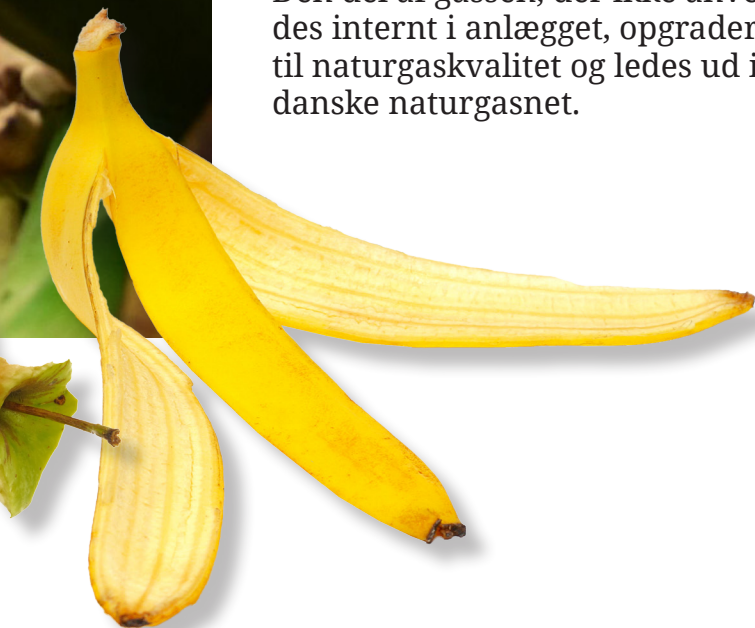 des internt i anlægget, opgrader
til naturgaskvalitet og ledes ud i
danske naturgasnet.